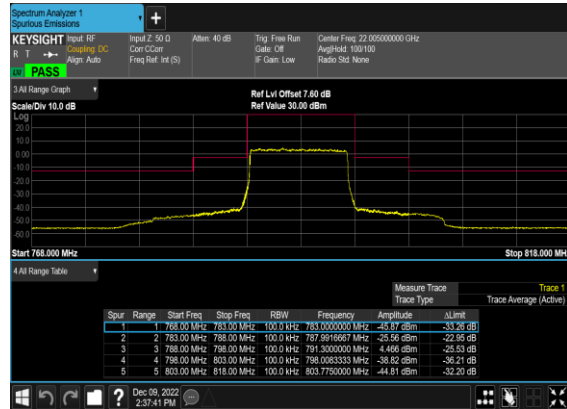 Spectrum Analyzer 1
Spurious Emissions
+
KEYSIGHT Input: RF Input Z: 50 Ω Atten: 40 dB Trig: Free Run Center Freq: 22.005000000 GHz
R T Coupling: DC Corr CCorr Gate: Off Avg|Hold: 100/100
Align: Auto Freq Ref: Int (S) IF Gain: Low Radio Std: None
PASS
3 All Range Graph
Ref Lvl Offset 7.60 dB
Scale/Div 10.0 dB Ref Value 30.00 dBm
Log
20.0
10.0
0.00
-10.0
-20.0
-30.0
-40.0
-50.0
-60.0
Start 768.000 MHz Stop 818.000 MH
4 All Range Table
Measure Trace Trace 1
Trace Type Trace Average (Active)
Spur Range Start Freq Stop Freq RBW Frequency Amplitude ΔLimit
1 1 768.00 MHz 783.00 MHz 100.0 kHz 783.0000000 MHz -45.87 dBm -33.26 dB
2 2 783.00 MHz 788.00 MHz 100.0 kHz 787.9916667 MHz -25.56 dBm -22.95 dB
3 3 788.00 MHz 798.00 MHz 100.0 kHz 791.3000000 MHz 4.466 dBm -25.53 dB
4 4 798.00 MHz 803.00 MHz 100.0 kHz 798.0083333 MHz -38.82 dBm -36.21 dB
5 5 803.00 MHz 818.00 MHz 100.0 kHz 803.7750000 MHz -44.81 dBm -32.20 dB
? Dec 09, 2022
2:37:41 PM